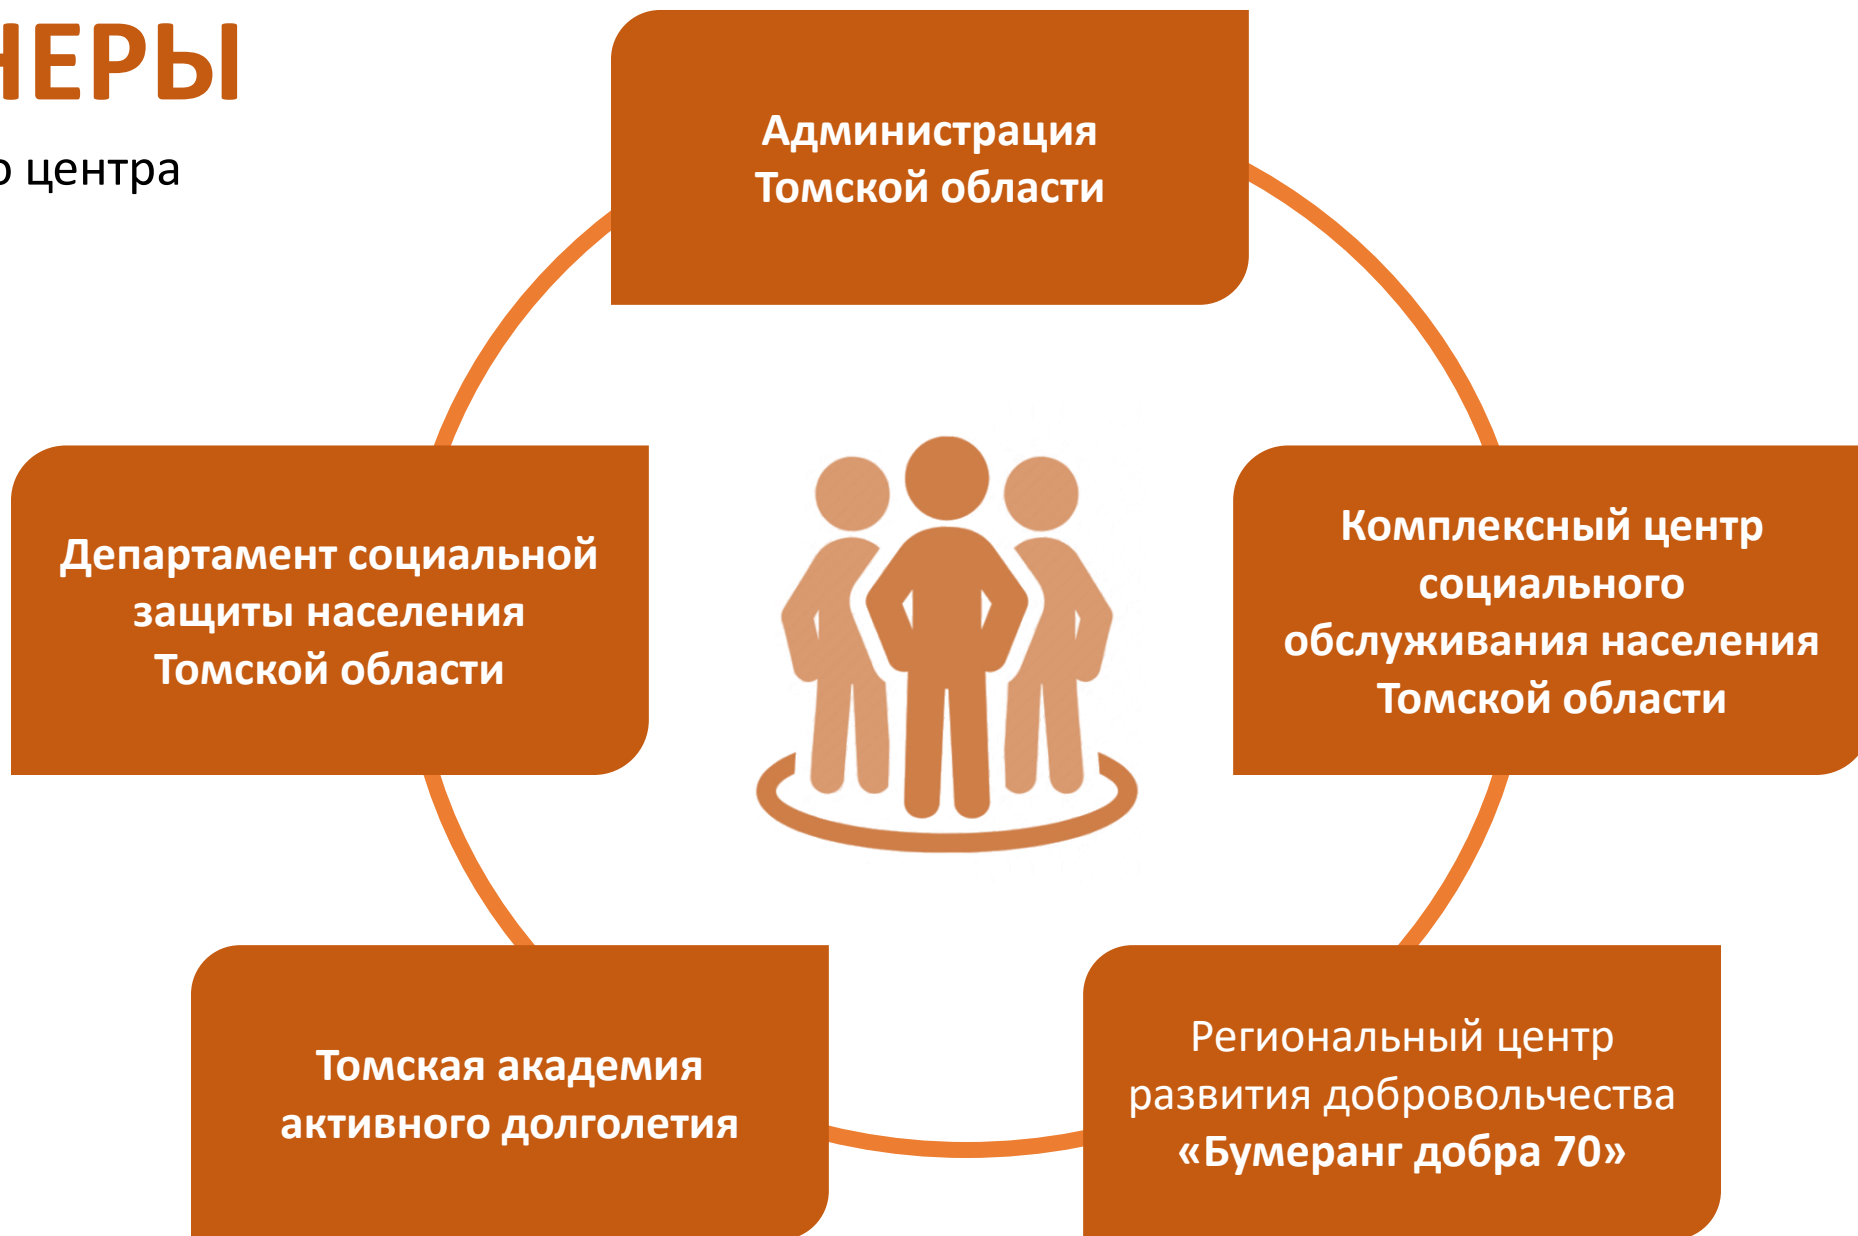 НЕРЫ
о центра
Администрация
Томской области
Департамент социальной
защиты населения
Томской области
Комплексный центр
социального
обслуживания населения
Томской области
Томская академия
активного долголетия
Региональный центр
развития добровольчества
«Бумеранг добра 70»